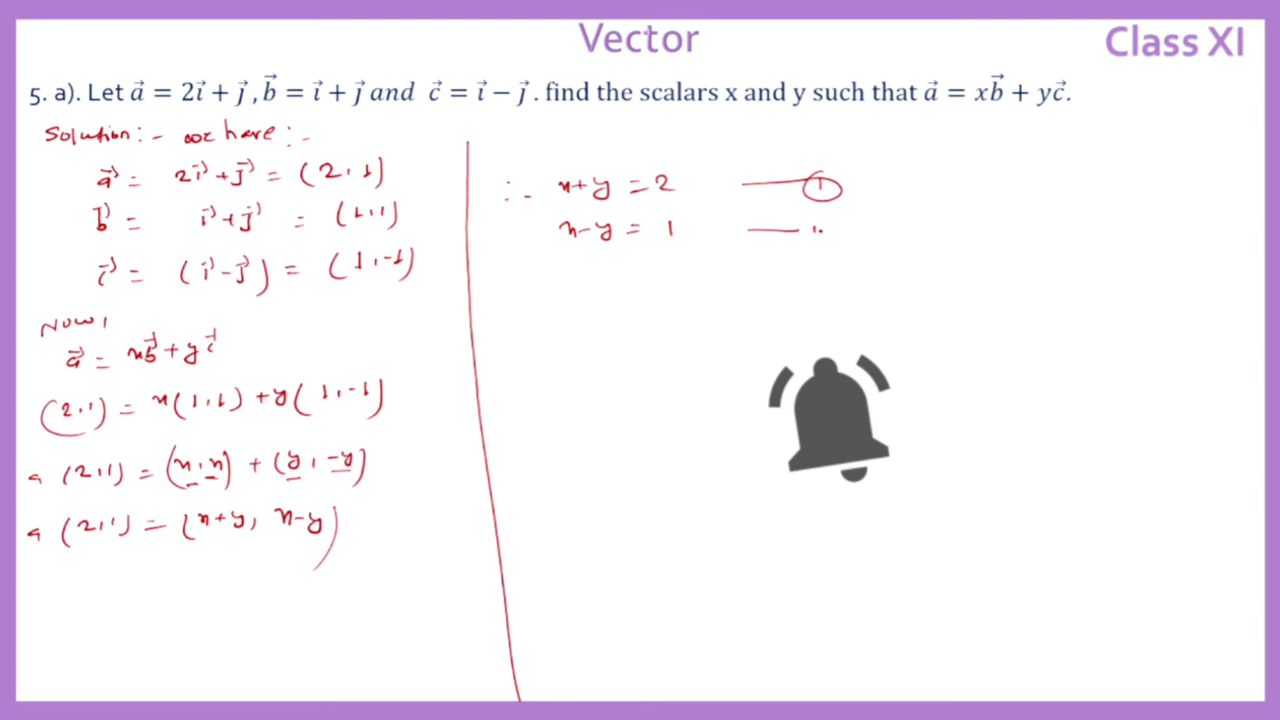 Vector
Class XI
5. a). Let a⃗ = 2i⃗ + j⃗ , b⃗ = i⃗ + j⃗ and c⃗ = i⃗ − j⃗ . find the scalars x and y such that a⃗ = xb⃗ + yc⃗.
Solution:- we have:-
a⃗ = 2i⃗ + j⃗ = (2,1)
b⃗ = i⃗ + j⃗ = (1,1)
c⃗ = (i⃗ - j⃗) = (1,-1)
Now,
a⃗ = xb⃗ + yc⃗
(2,1) = x(1,1) + y(1,-1)
(2,1) = (x,x) + (y,-y)
(2,1) = (x+y, x-y)
∴ x+y = 2 — 1
x-y = 1 —